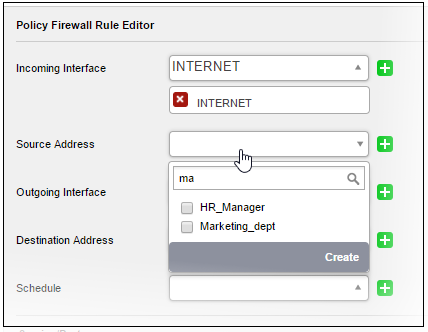 Policy Firewall Rule Editor
Incoming Interface
INTERNET
INTERNET
Source Address
ma
HR_Manager
Outgoing Interface
Marketing_dept
Destination Address
Create
Schedule